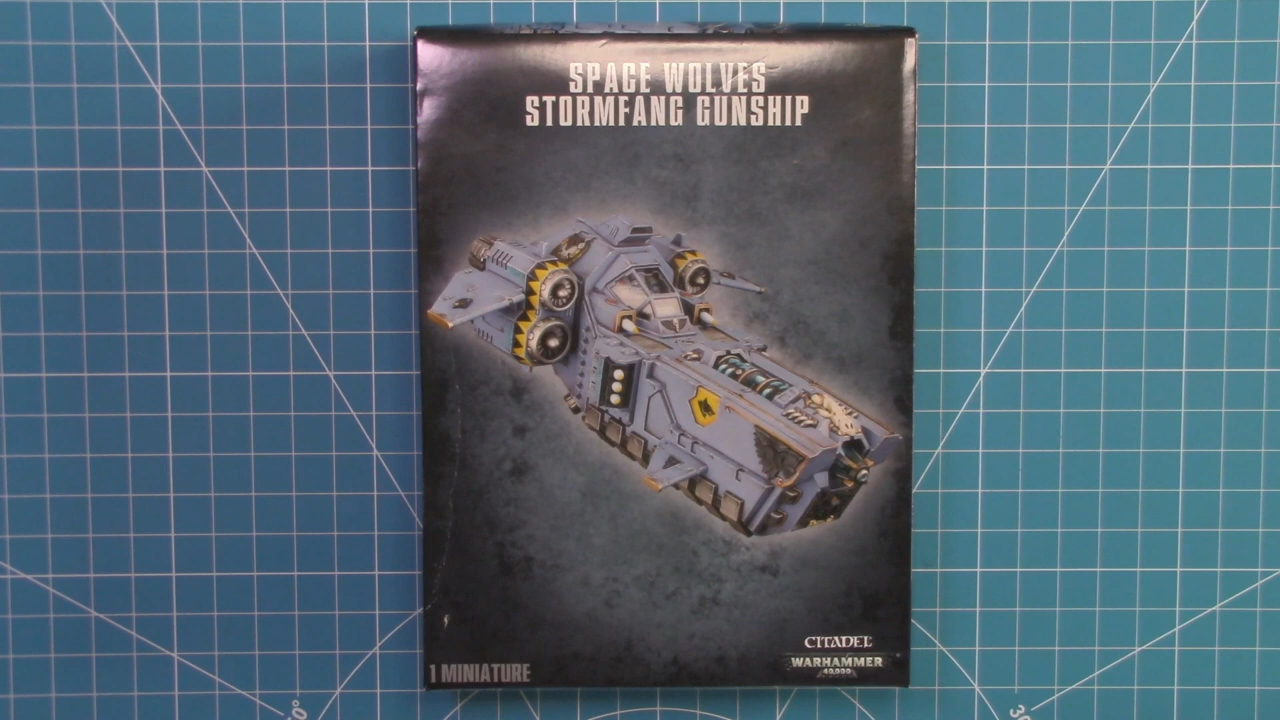 SPACE WOLVES
STORMFANG GUNSHIP
CITADEL
WARHAMMER
40,000
1 MINIATURE